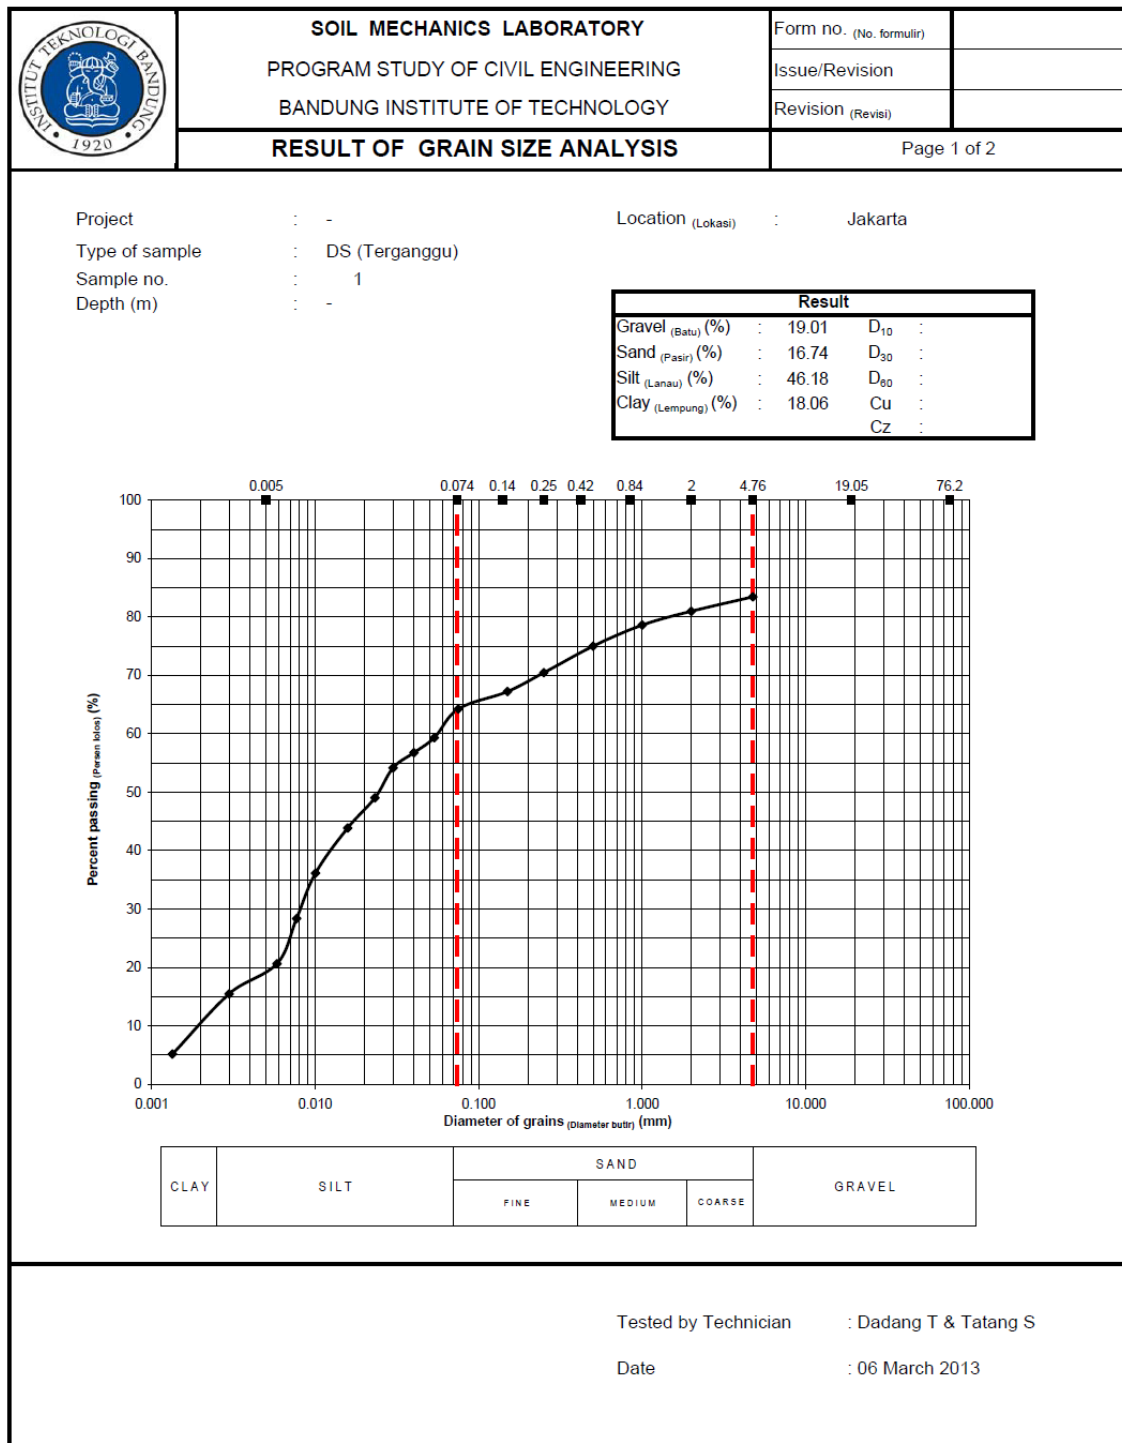 INSTITUT TEKNOLOGI BANDUNG
1920
SOIL MECHANICS LABORATORY
PROGRAM STUDY OF CIVIL ENGINEERING
BANDUNG INSTITUTE OF TECHNOLOGY
RESULT OF GRAIN SIZE ANALYSIS
Form no. (No. formulir)
Issue/Revision
Revision (Revisi)
Page 1 of 2
Project : -
Location (Lokasi) : Jakarta
Type of sample : DS (Terganggu)
Sample no. : 1
Depth (m) : -
Result
Gravel (Batu) (%) : 19.01 D10 :
Sand (Pasir) (%) : 16.74 D30 :
Silt (Lanau) (%) : 46.18 D60 :
Clay (Lempung) (%) : 18.06 Cu :
Cz :
0.005 0.074 0.14 0.25 0.42 0.84 2 4.76 19.05 76.2
100
90
80
70
60
50
40
30
20
10
0
Percent passing (Persen lolos) (%)
0.001 0.010 0.100 1.000 10.000 100.000
Diameter of grains (Diameter butir) (mm)
CLAY SILT SAND GRAVEL
FINE MEDIUM COARSE
Tested by Technician : Dadang T & Tatang S
Date : 06 March 2013